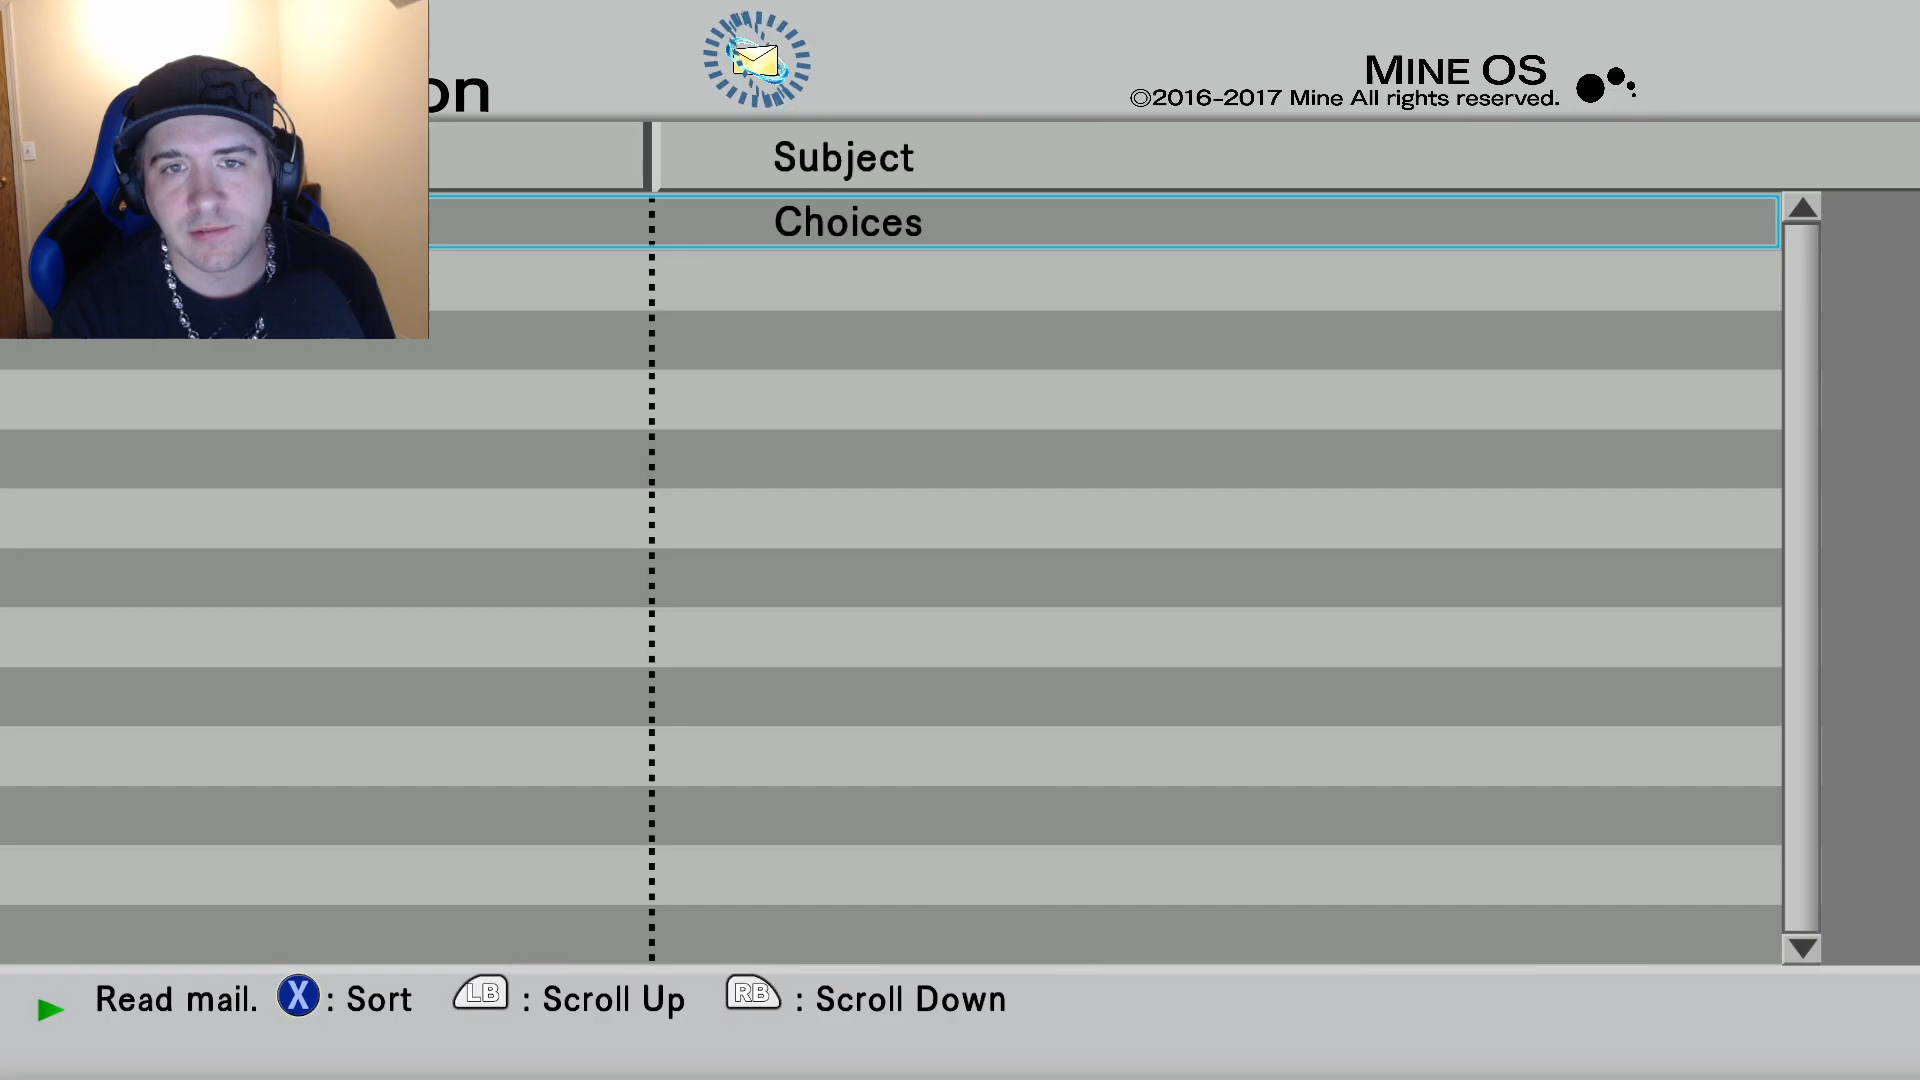 on
MINE OS
©2016-2017 Mine All rights reserved.
Subject
Choices
Read mail. X : Sort LB : Scroll Up RB : Scroll Down